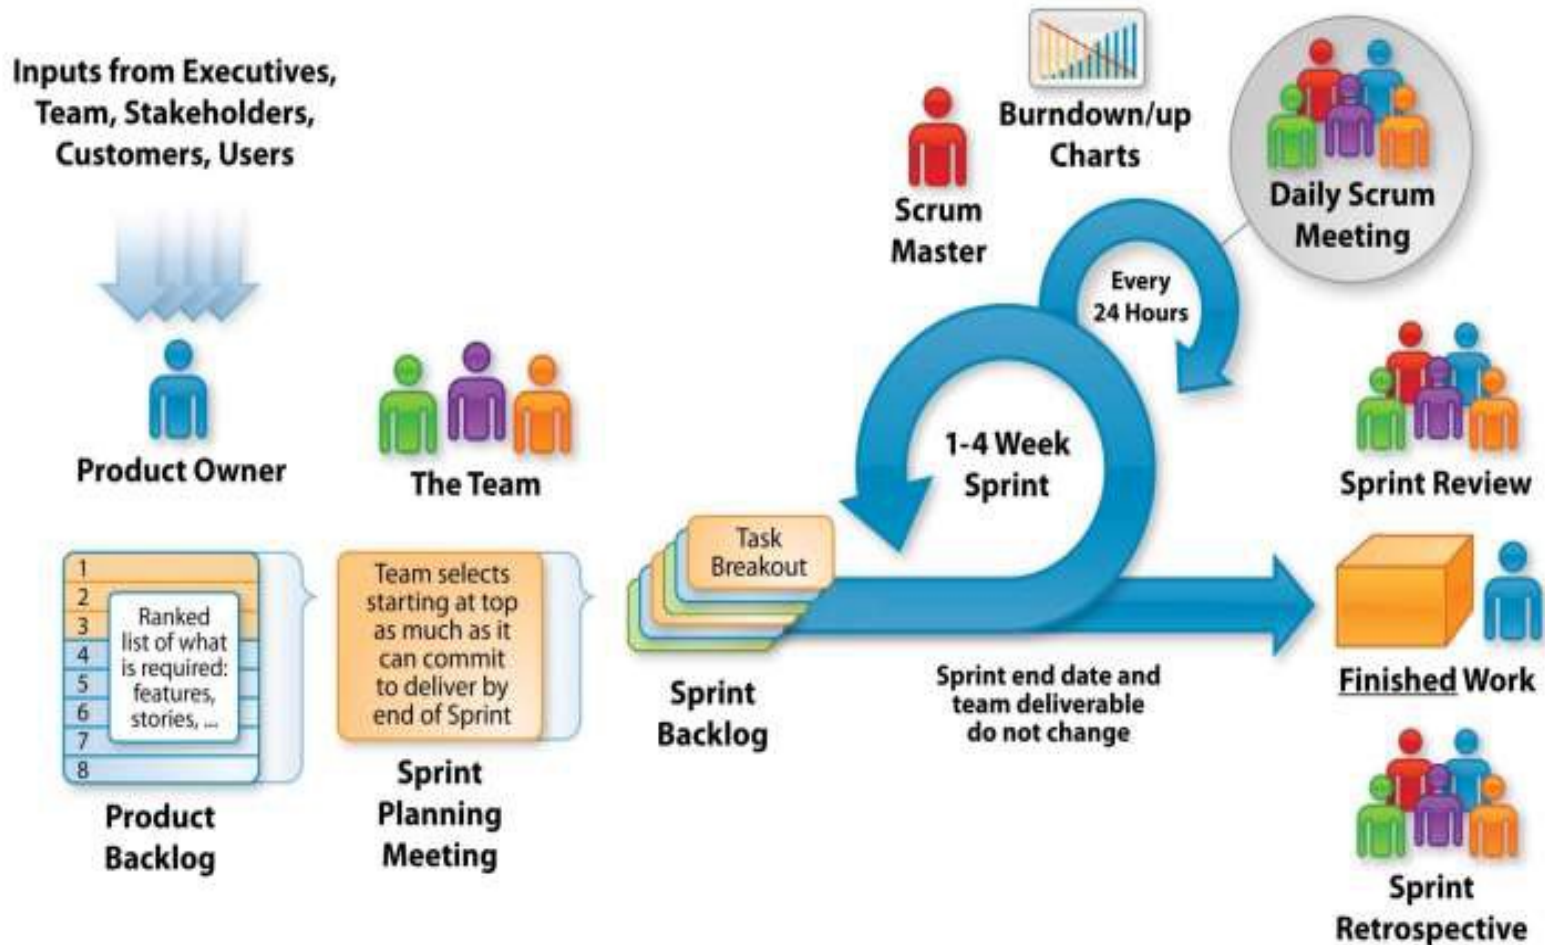 Inputs from Executives,
Team, Stakeholders,
Customers, Users
Product Owner
The Team
1
2
3
4
5
6
7
8
Ranked
list of what
is required:
features,
stories, ...
Product
Backlog
Team selects
starting at top
as much as it
can commit
to deliver by
end of Sprint
Sprint
Planning
Meeting
Task
Breakout
Sprint
Backlog
Scrum
Master
Burndown/up
Charts
Daily Scrum
Meeting
Every
24 Hours
1-4 Week
Sprint
Sprint end date and
team deliverable
do not change
Sprint Review
Finished Work
Sprint
Retrospective